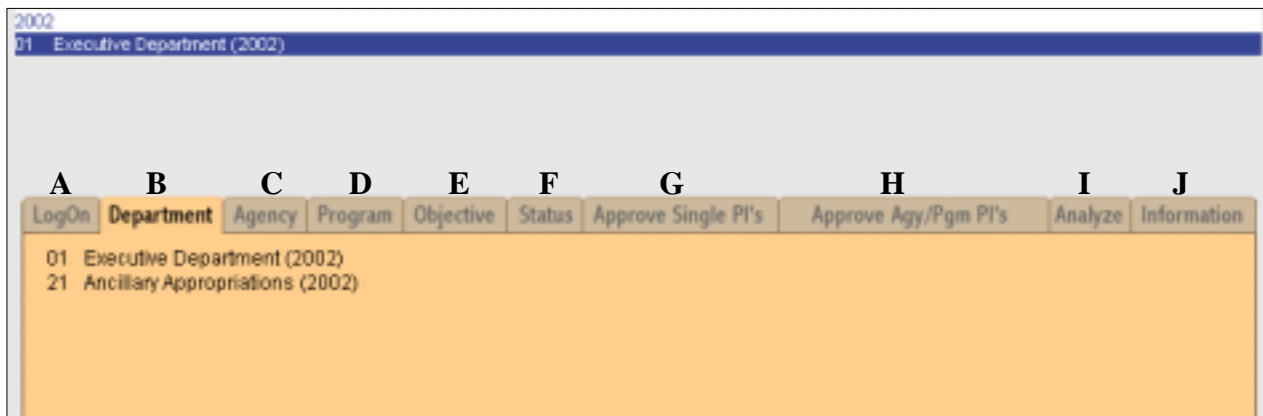 2002
01 Executive Department (2002)
A B C D E F G H I J
LogOn Department Agency Program Objective Status Approve Single PI's Approve Agy/Pgm PI's Analyze Information
01 Executive Department (2002)
21 Ancillary Appropriations (2002)